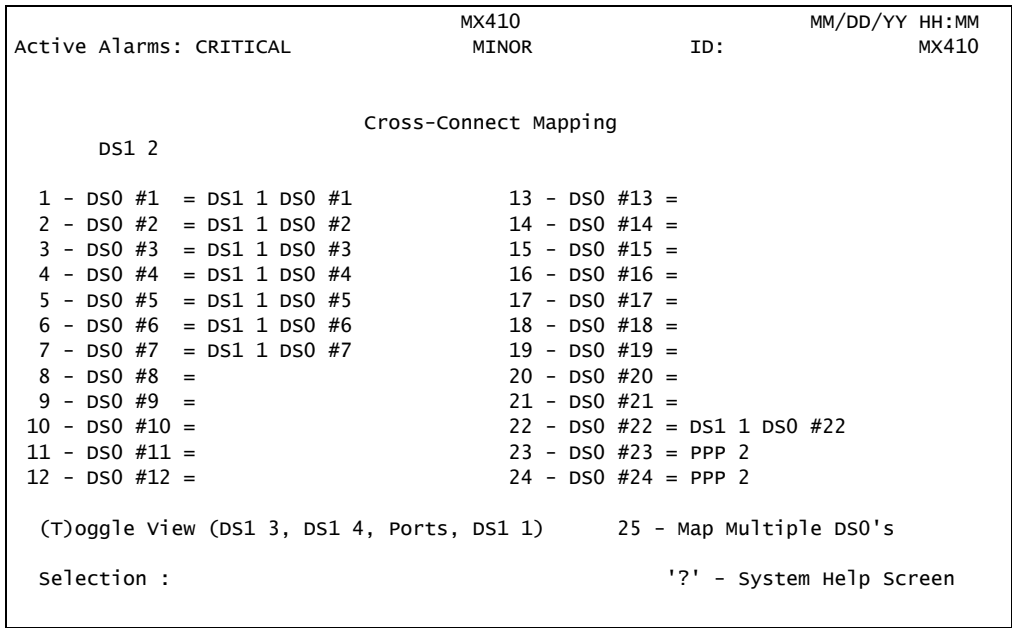 MX410 MM/DD/YY HH:MM
Active Alarms: CRITICAL MINOR ID: MX410
Cross-Connect Mapping
DS1 2
1 - DS0 #1 = DS1 1 DS0 #1 13 - DS0 #13 =
2 - DS0 #2 = DS1 1 DS0 #2 14 - DS0 #14 =
3 - DS0 #3 = DS1 1 DS0 #3 15 - DS0 #15 =
4 - DS0 #4 = DS1 1 DS0 #4 16 - DS0 #16 =
5 - DS0 #5 = DS1 1 DS0 #5 17 - DS0 #17 =
6 - DS0 #6 = DS1 1 DS0 #6 18 - DS0 #18 =
7 - DS0 #7 = DS1 1 DS0 #7 19 - DS0 #19 =
8 - DS0 #8 = 20 - DS0 #20 =
9 - DS0 #9 = 21 - DS0 #21 =
10 - DS0 #10 = 22 - DS0 #22 = DS1 1 DS0 #22
11 - DS0 #11 = 23 - DS0 #23 = PPP 2
12 - DS0 #12 = 24 - DS0 #24 = PPP 2
(T)oggle View (DS1 3, DS1 4, Ports, DS1 1) 25 - Map Multiple DS0's
Selection : '?' - System Help Screen